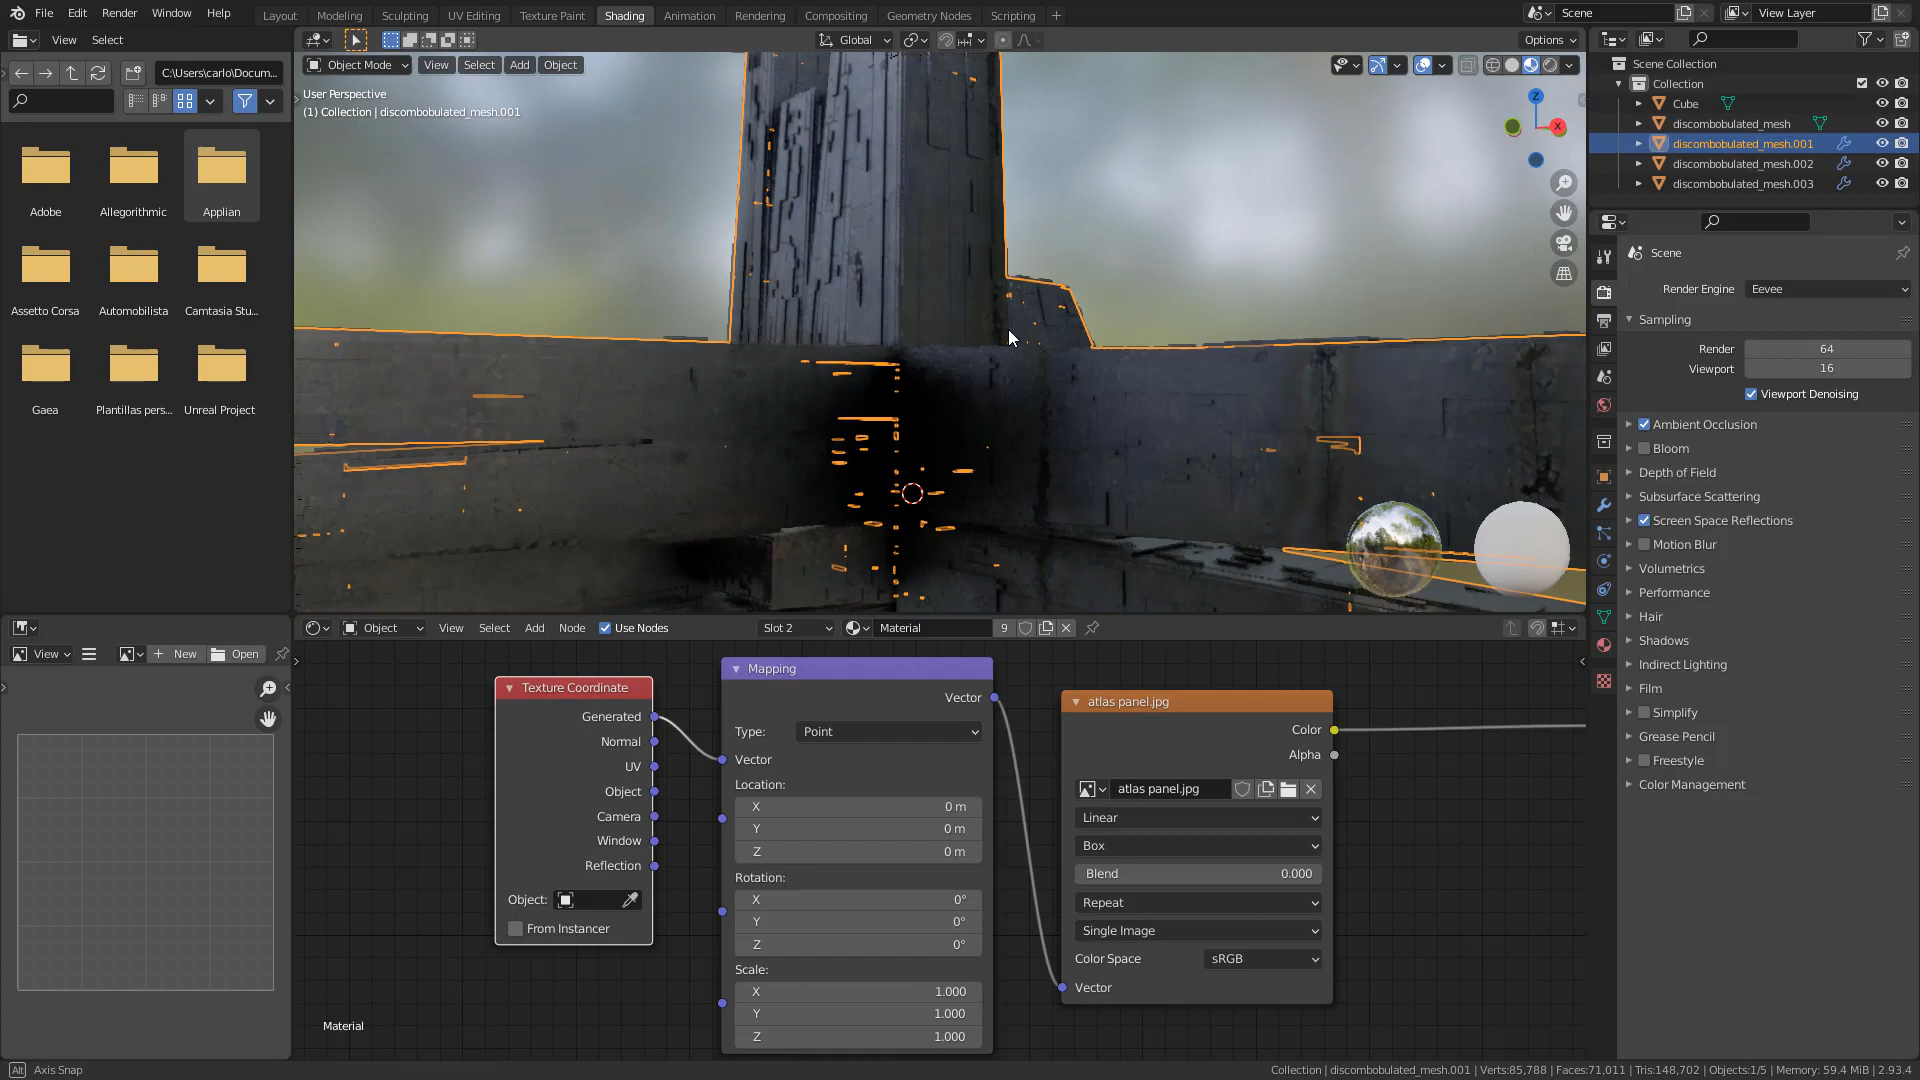 File Edit Render Window Help
Layout Modeling Sculpting UV Editing Texture Paint Shading Animation Rendering Compositing Geometry Nodes Scripting +
Scene View Layer
View Select
Global Options
C:\Users\carlo\Docum...
Object Mode View Select Add Object
User Perspective
(1) Collection | discombobulated_mesh.001
Z
X
Adobe Allegorithmic Applian
Assetto Corsa Automobilista Camtasia Stu...
Gaea Plantillas pers... Unreal Project
Scene Collection
Collection
Cube
discombobulated_mesh
discombobulated_mesh.001
discombobulated_mesh.002
discombobulated_mesh.003
Scene
Render Engine Eevee
Sampling
Render 64
Viewport 16
Viewport Denoising
Ambient Occlusion
Bloom
Depth of Field
Subsurface Scattering
Screen Space Reflections
Motion Blur
Volumetrics
Performance
Hair
Shadows
Indirect Lighting
Film
Simplify
Grease Pencil
Freestyle
Color Management
View New Open
Object View Select Add Node Use Nodes Slot 2 Material 9
Texture Coordinate
Generated
Normal
UV
Object
Camera
Window
Reflection
Object:
From Instancer
Mapping
Vector
Type: Point
Vector
Location:
X 0 m
Y 0 m
Z 0 m
Rotation:
X 0°
Y 0°
Z 0°
Scale:
X 1.000
Y 1.000
Z 1.000
atlas panel.jpg
Color
Alpha
atlas panel.jpg
Linear
Box
Blend 0.000
Repeat
Single Image
Color Space sRGB
Vector
Material
Alt Axis Snap
Collection | discombobulated_mesh.001 | Verts:85,788 | Faces:71,011 | Tris:148,702 | Objects:1/5 | Memory: 59.4 MiB | 2.93.4